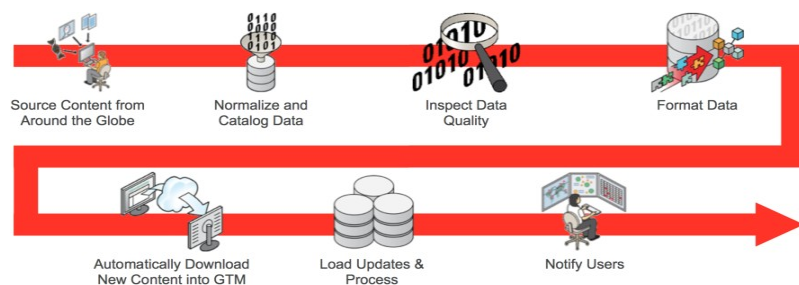 Source Content from
Around the Globe
Normalize and
Catalog Data
Inspect Data
Quality
Format Data
Automatically Download
New Content into GTM
Load Updates &
Process
Notify Users